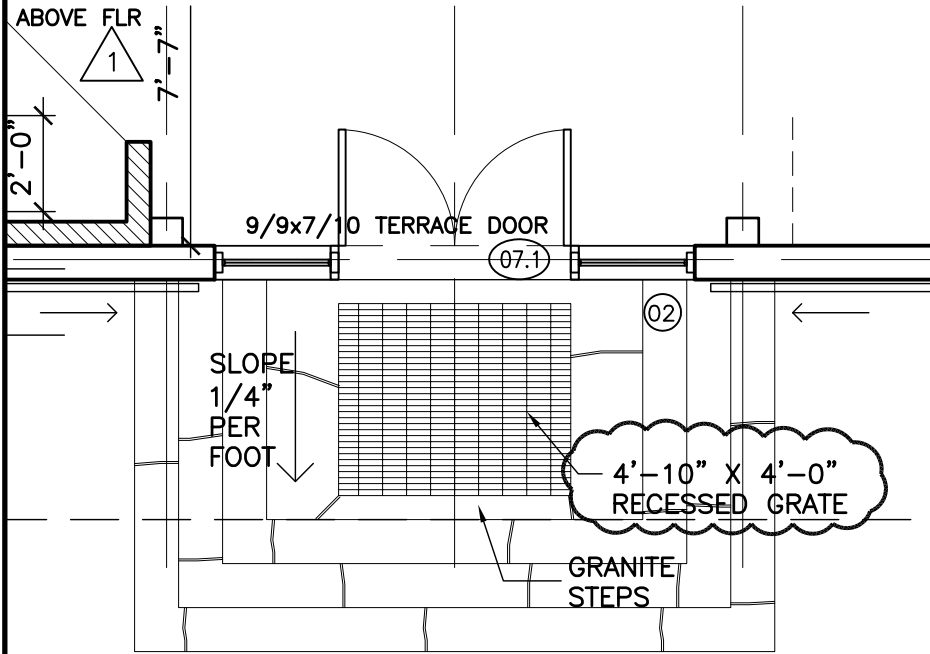 ABOVE FLR
1
7'-7"
2'-0"
9/9x7/10 TERRACE DOOR
07.1
02
SLOPE
1/4"
PER
FOOT
4'-10" X 4'-0"
RECESSED GRATE
GRANITE
STEPS